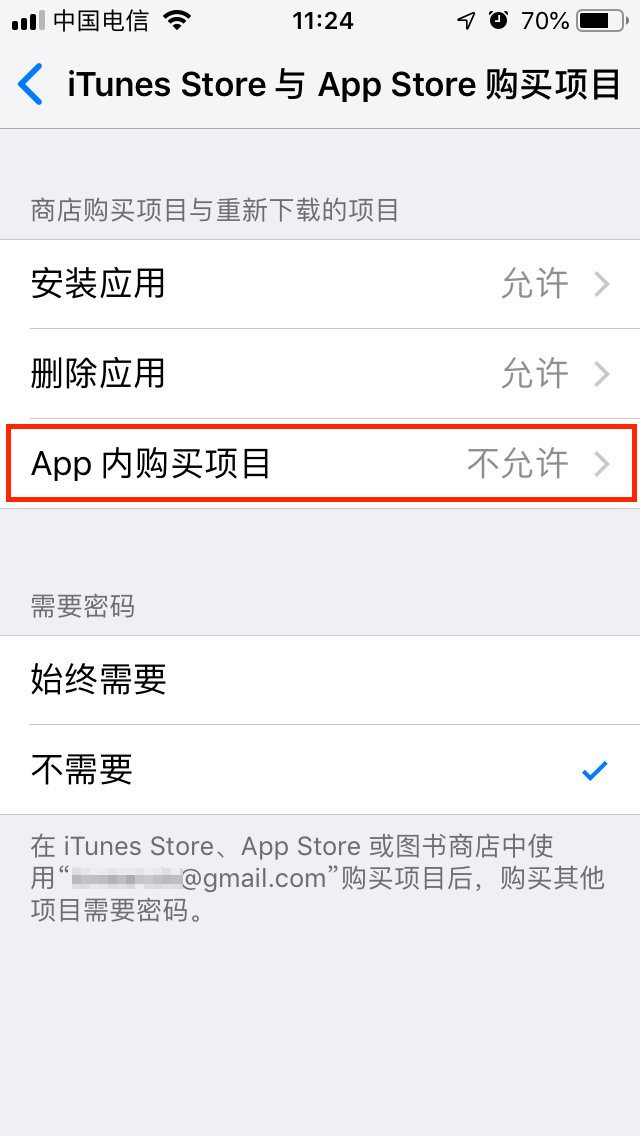 中国电信
11:24
70%
iTunes Store 与 App Store 购买项目
商店购买项目与重新下载的项目
安装应用 允许
删除应用 允许
App 内购买项目 不允许
需要密码
始终需要
不需要
在 iTunes Store、App Store 或图书商店中使
用“@gmail.com”购买项目后，购买其他
项目需要密码。